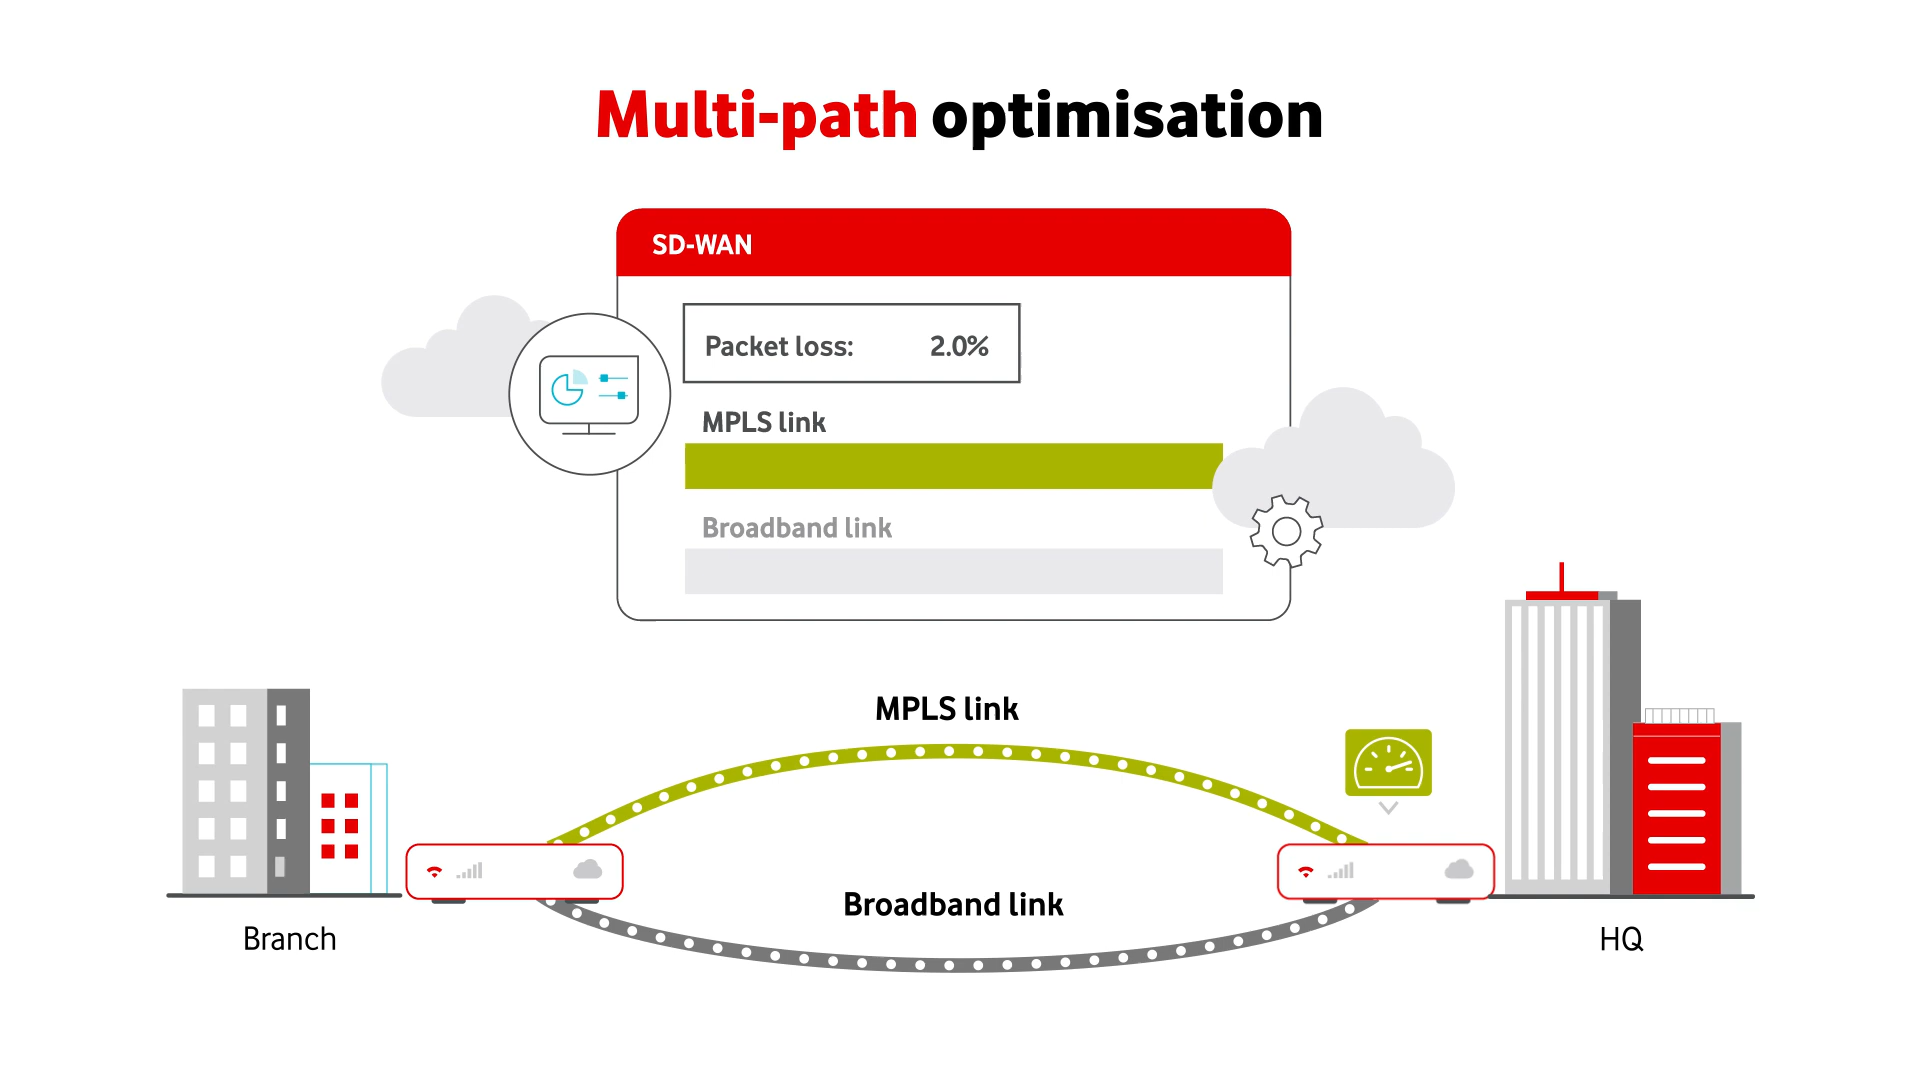 Multi-path optimisation
SD-WAN
Packet loss: 2.0%
MPLS link
Broadband link
MPLS link
Broadband link
Branch
HQ